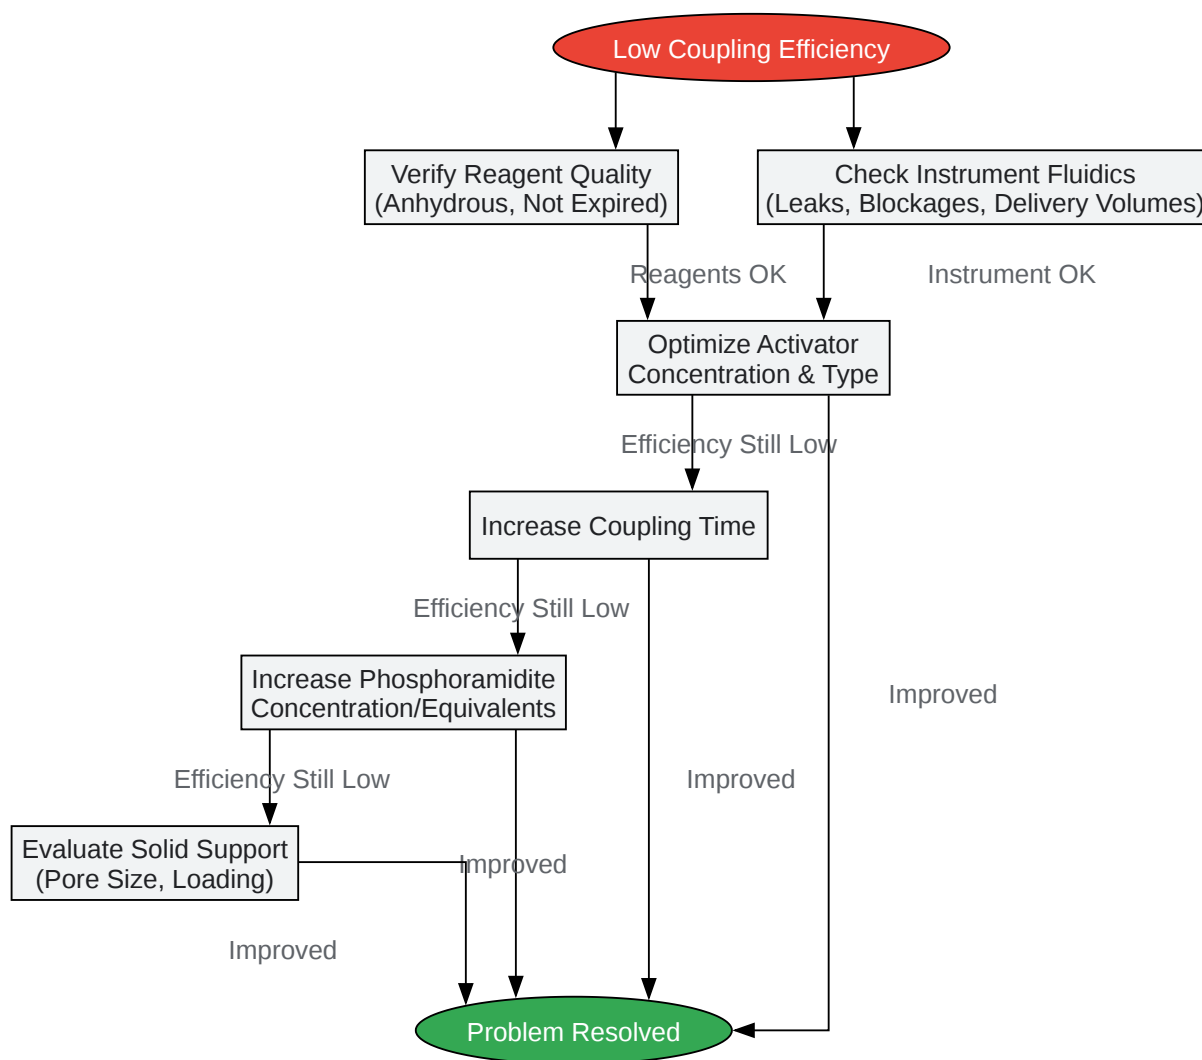 Low Coupling Efficiency
Verify Reagent Quality
(Anhydrous, Not Expired)
Check Instrument Fluidics
(Leaks, Blockages, Delivery Volumes)
Reagents OK
Instrument OK
Optimize Activator
Concentration & Type
Efficiency Still Low
Increase Coupling Time
Efficiency Still Low
Increase Phosphoramidite
Concentration/Equivalents
Improved
Efficiency Still Low
Improved
Evaluate Solid Support
(Pore Size, Loading)
Improved
Improved
Problem Resolved